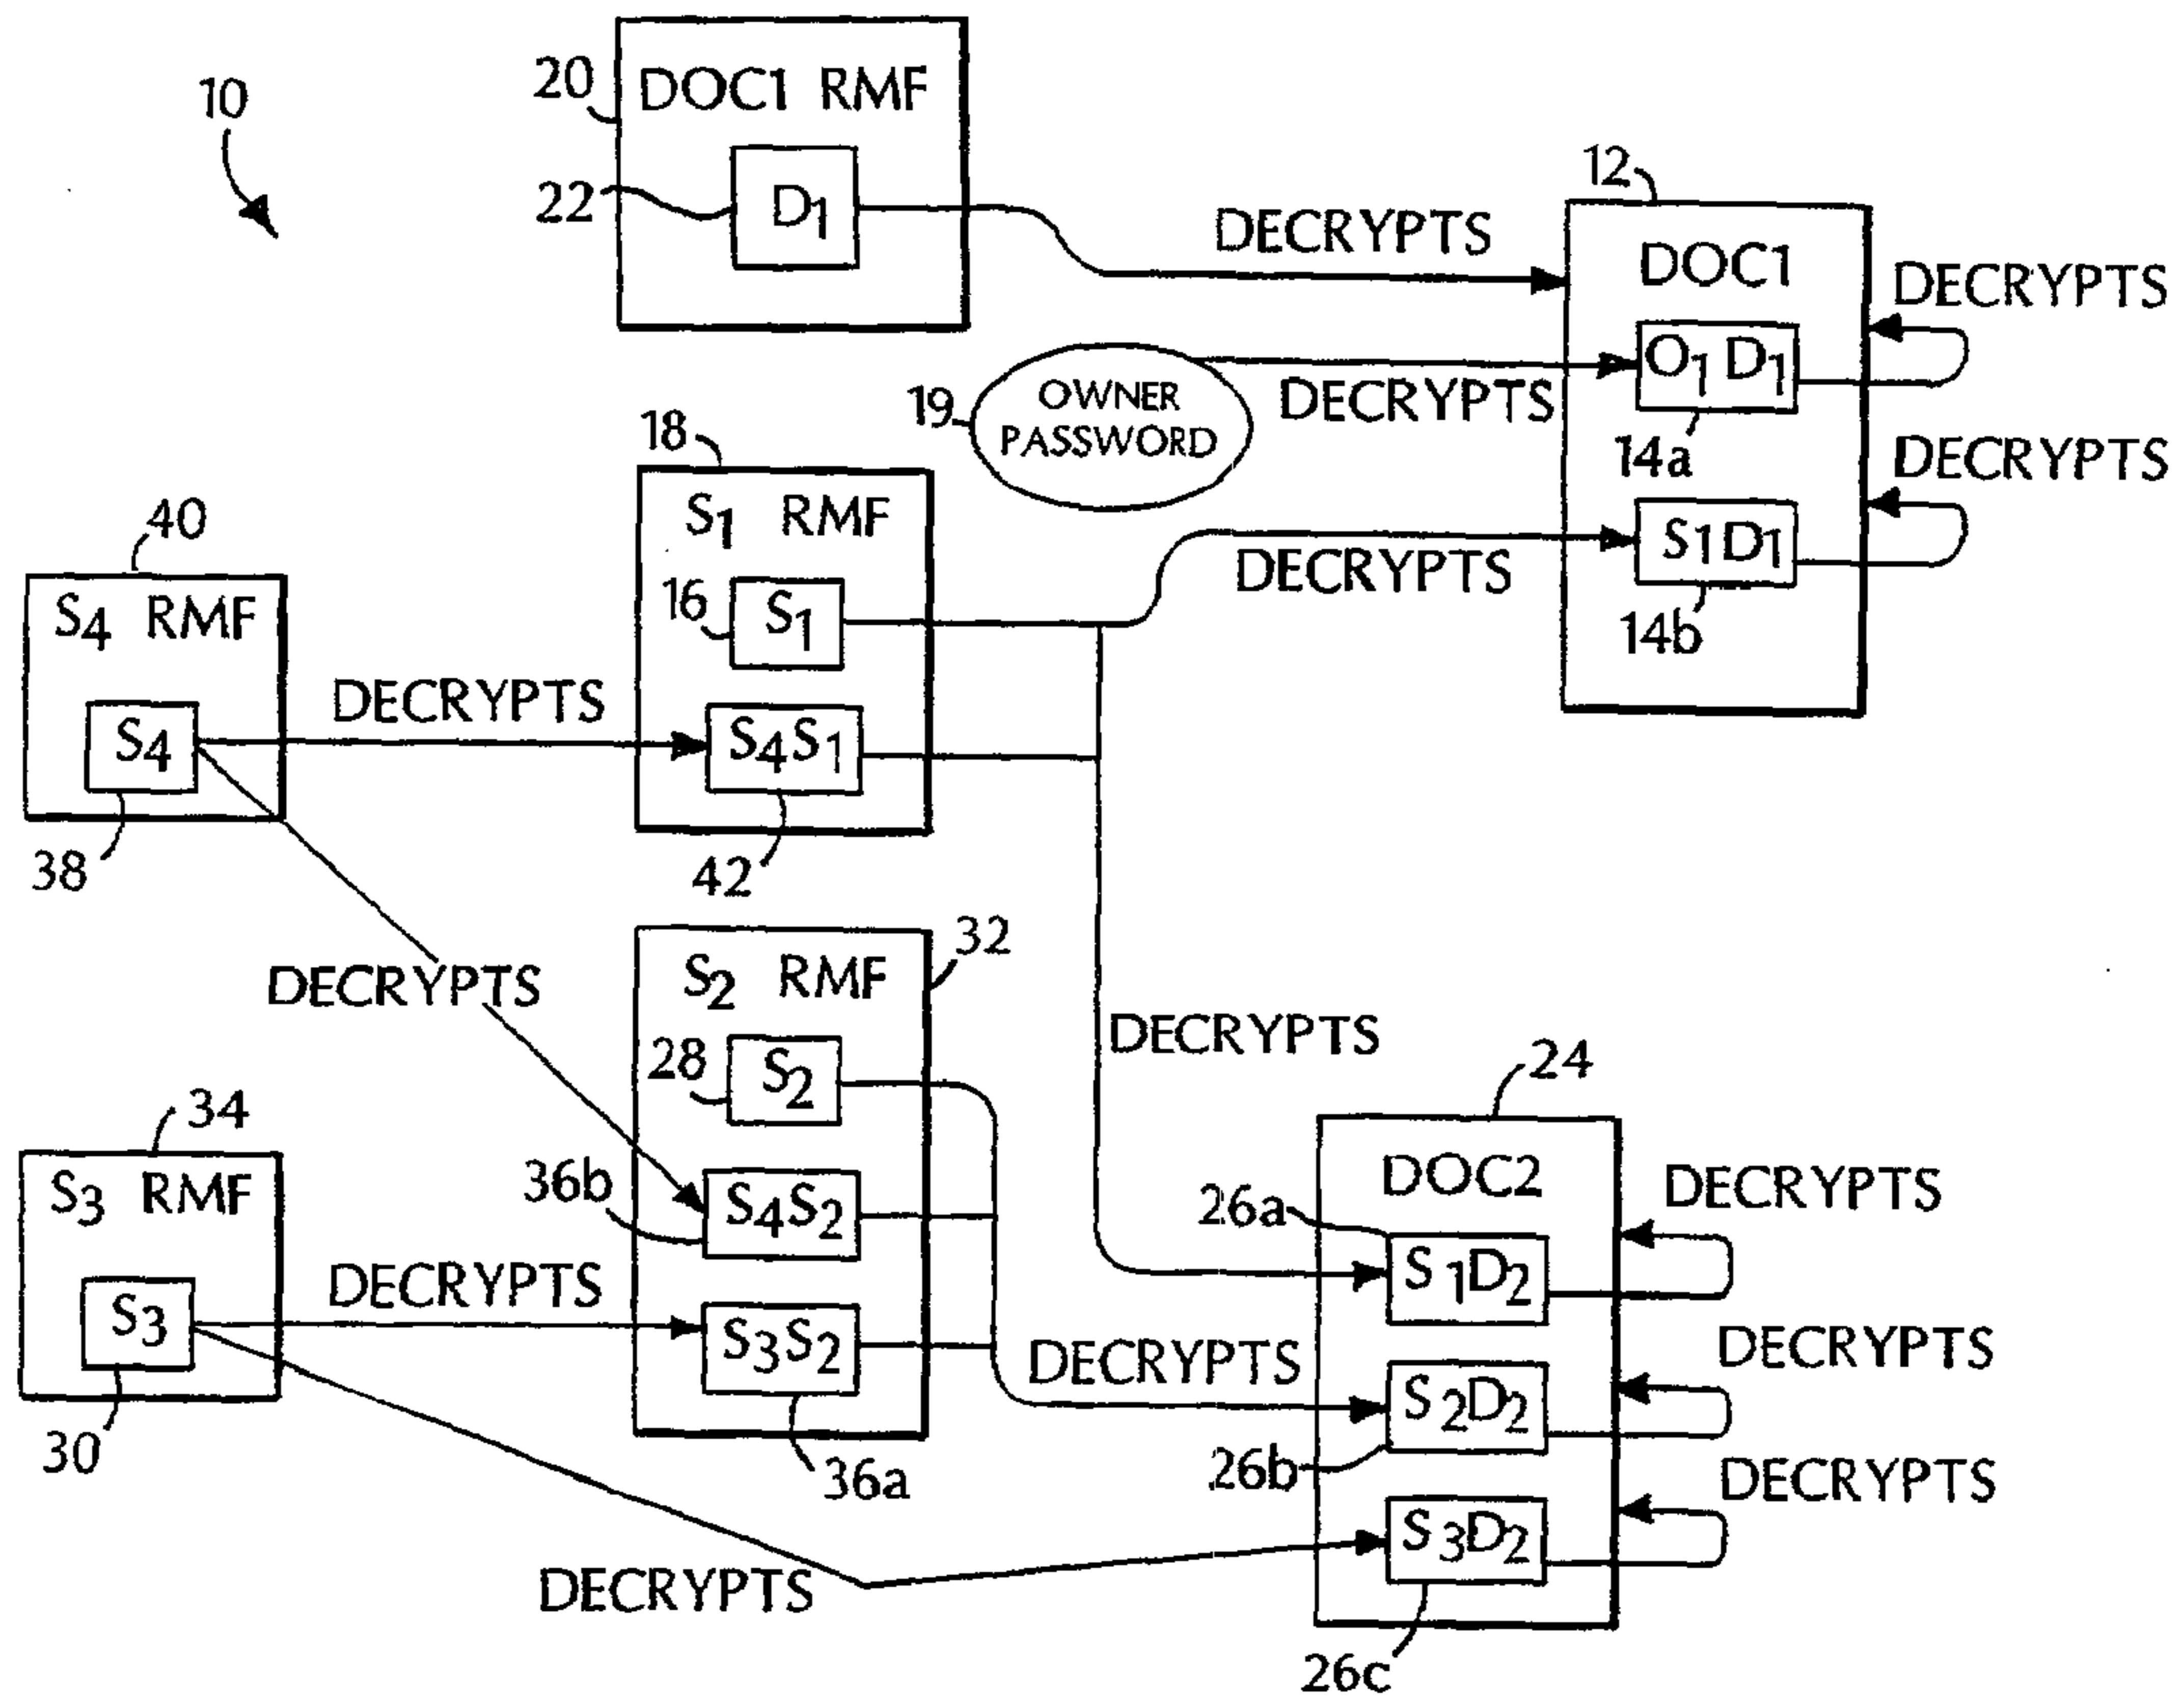 10
20
DOC1 RMF
22
D1
DECRYPTS
12
DOC1
DECRYPTS
O1 D1
14a
19
OWNER
PASSWORD
DECRYPTS
DECRYPTS
S1D1
14b
DECRYPTS
18
S1 RMF
16
S1
S4S1
42
40
S4 RMF
S4
38
DECRYPTS
DECRYPTS
32
S2 RMF
28
S2
36b
S4S2
S3S2
36a
34
S3 RMF
S3
30
DECRYPTS
DECRYPTS
DECRYPTS
DECRYPTS
24
DOC2
26a
S1D2
DECRYPTS
S2D2
26b
DECRYPTS
S3D2
26c
DECRYPTS